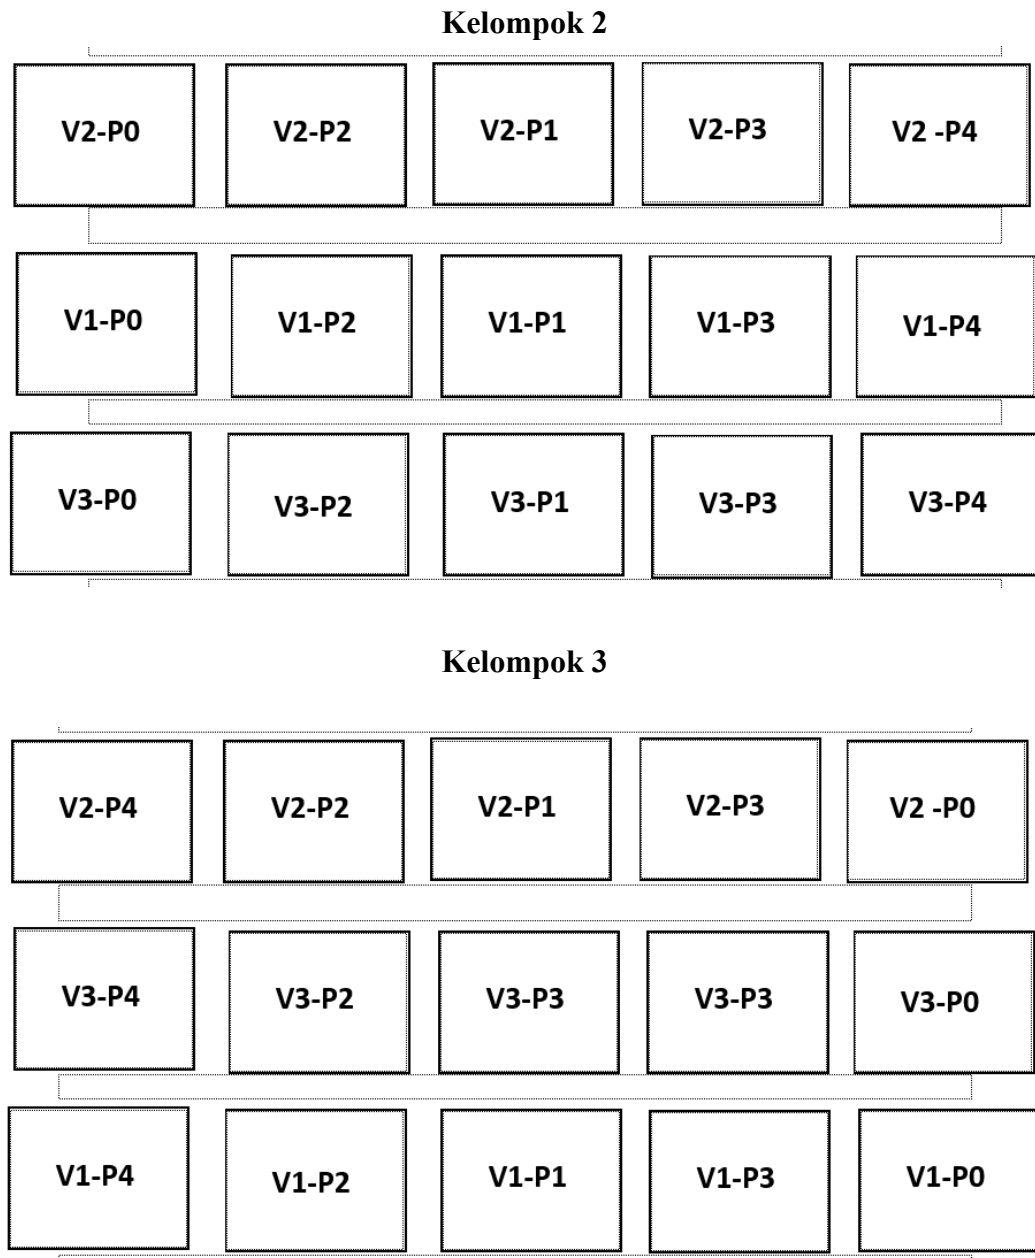 Kelompok 2
V2-P0 V2-P2 V2-P1 V2-P3 V2 -P4
V1-P0 V1-P2 V1-P1 V1-P3 V1-P4
V3-P0 V3-P2 V3-P1 V3-P3 V3-P4
Kelompok 3
V2-P4 V2-P2 V2-P1 V2-P3 V2 -P0
V3-P4 V3-P2 V3-P3 V3-P3 V3-P0
V1-P4 V1-P2 V1-P1 V1-P3 V1-P0